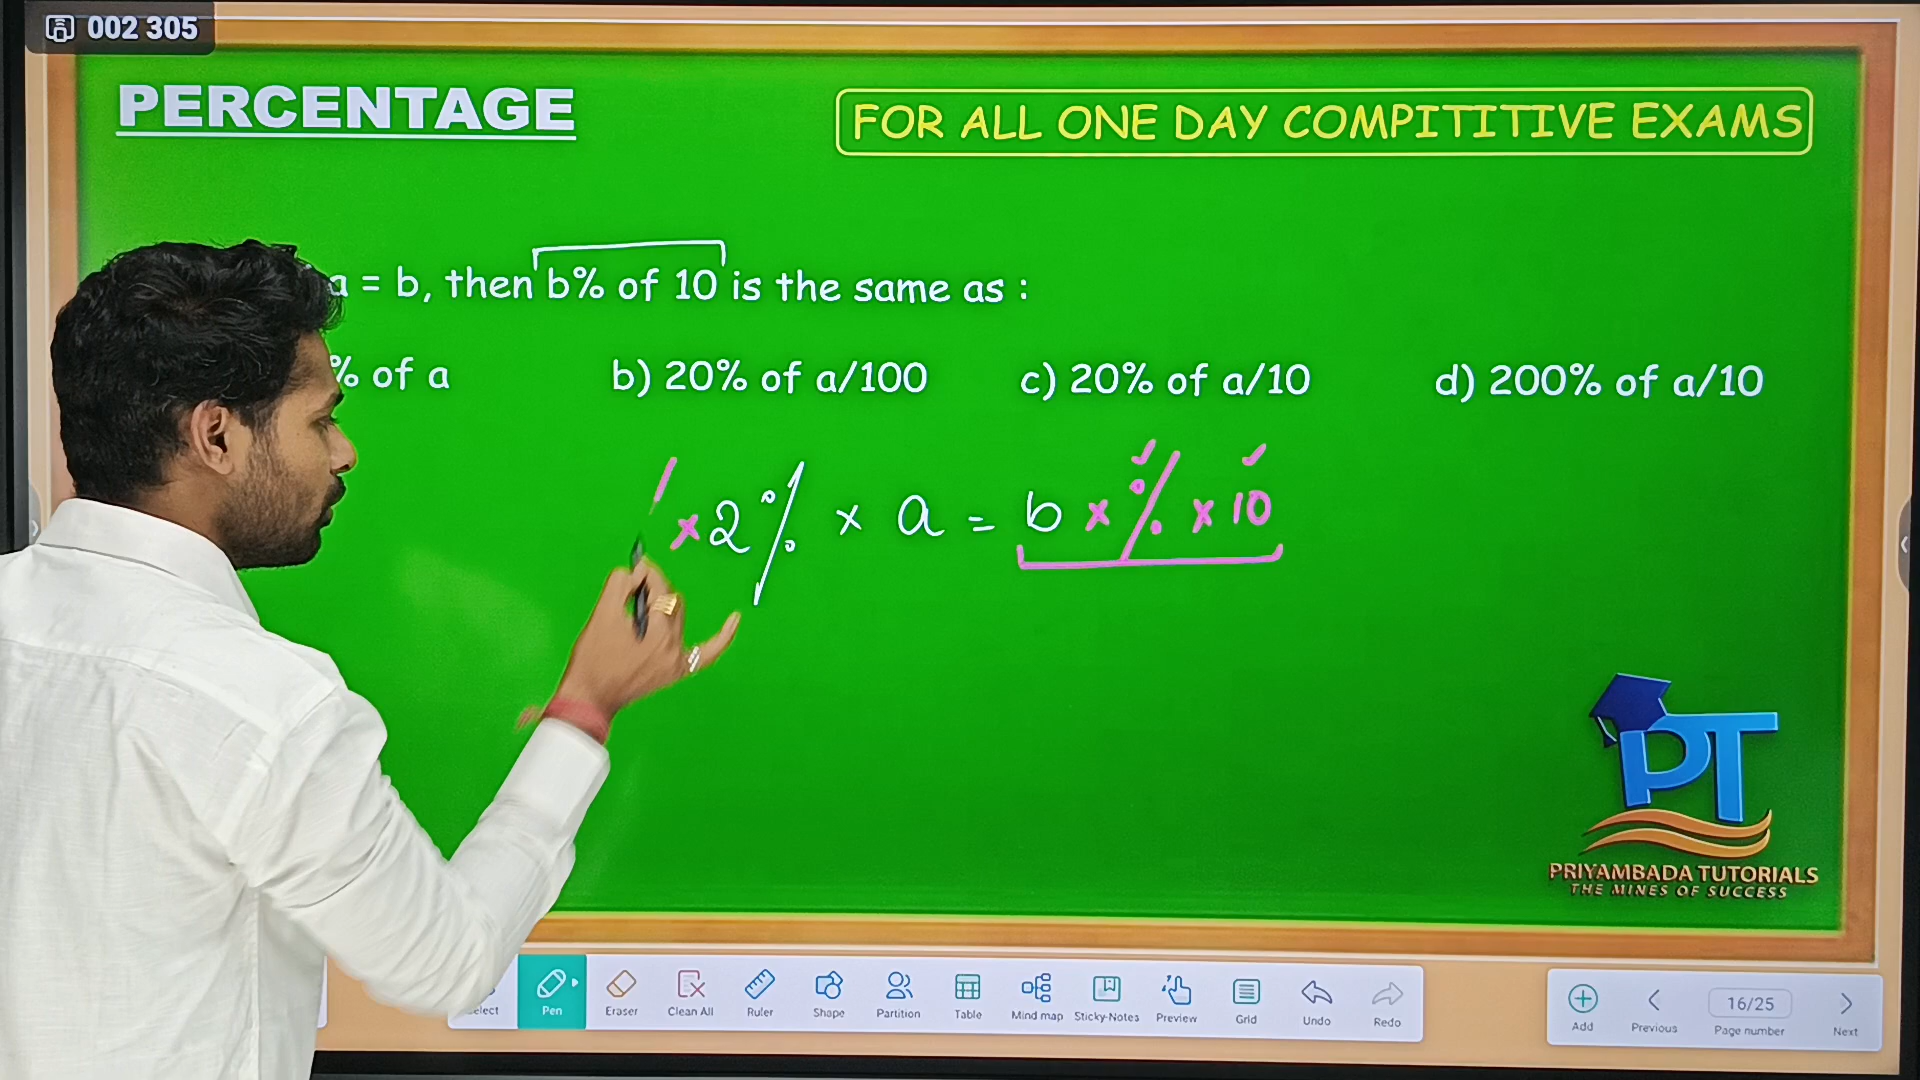 002 305
PERCENTAGE
FOR ALL ONE DAY COMPITITIVE EXAMS
a = b, then b% of 10 is the same as :
% of a b) 20% of a/100 c) 20% of a/10 d) 200% of a/10
× 2 % × a = b × % × 10
PT
PRIYAMBADA TUTORIALS
THE MINES OF SUCCESS
Pen Eraser Clean All Ruler Shape Partition Table Mind map Sticky-Notes Preview Grid Undo Redo
Add Previous 16/25 Page number Next